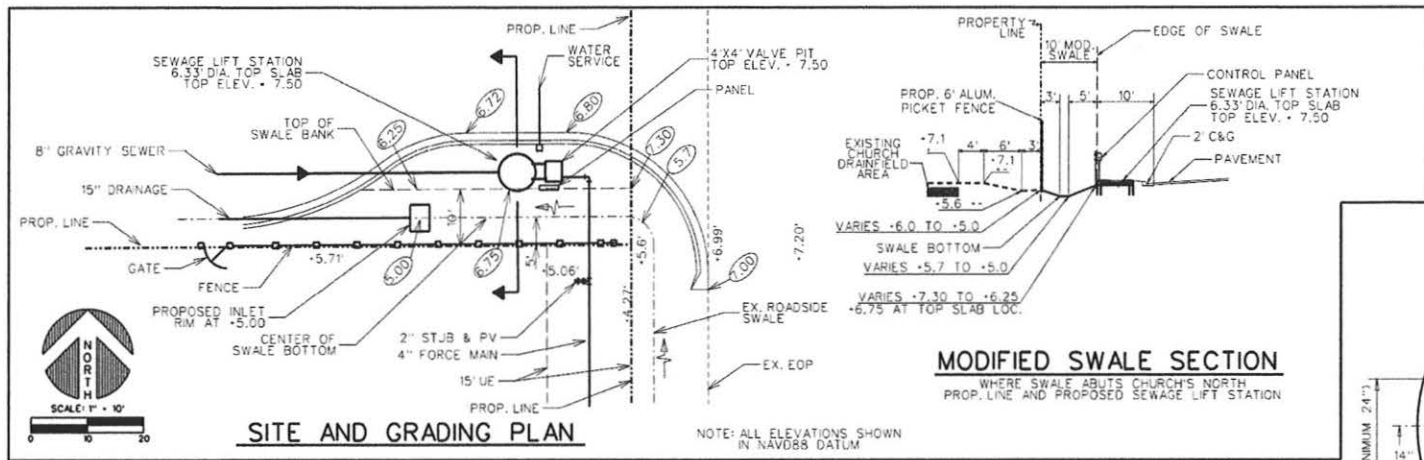 PROP. LINE
SEWAGE LIFT STATION
6.33' DIA. TOP SLAB
TOP ELEV. • 7.50
WATER
SERVICE
4'X4' VALVE PIT
TOP ELEV. • 7.50
PANEL
6.72
6.80
TOP OF
SWALE BANK
6.25
7.30
5.7
8" GRAVITY SEWER
15" DRAINAGE
PROP. LINE
10'
5'
GATE
FENCE
+5.71'
5.00
6.75
+5.06'
+5.6'
+6.99'
+7.20'
7.00
+4.27'
PROPOSED INLET
RIM AT +5.00
CENTER OF
SWALE BOTTOM
2" STUB & PV
4" FORCE MAIN
15' UE
PROP. LINE
EX. ROADSIDE
SWALE
EX. EOP
NORTH
SCALE: 1" • 10'
0 10 20
SITE AND GRADING PLAN
NOTE: ALL ELEVATIONS SHOWN
IN NAVD88 DATUM
PROPERTY
LINE
10' MOD.
SWALE
EDGE OF SWALE
CONTROL PANEL
SEWAGE LIFT STATION
6.33' DIA. TOP SLAB
TOP ELEV. • 7.50
2' C&G
PAVEMENT
PROP. 6' ALUM.
PICKET FENCE
3' 5' 10'
+7.1
4' 6' 3'
+7.1
EXISTING
CHURCH
DRAINFIELD
AREA
+5.6
VARIES +6.0 TO +5.0
SWALE BOTTOM
VARIES +5.7 TO +5.0
VARIES +7.30 TO +6.25
+6.75 AT TOP SLAB LOC.
MODIFIED SWALE SECTION
WHERE SWALE ABUTS CHURCH'S NORTH
PROP. LINE AND PROPOSED SEWAGE LIFT STATION
NIMUM 24")
14"